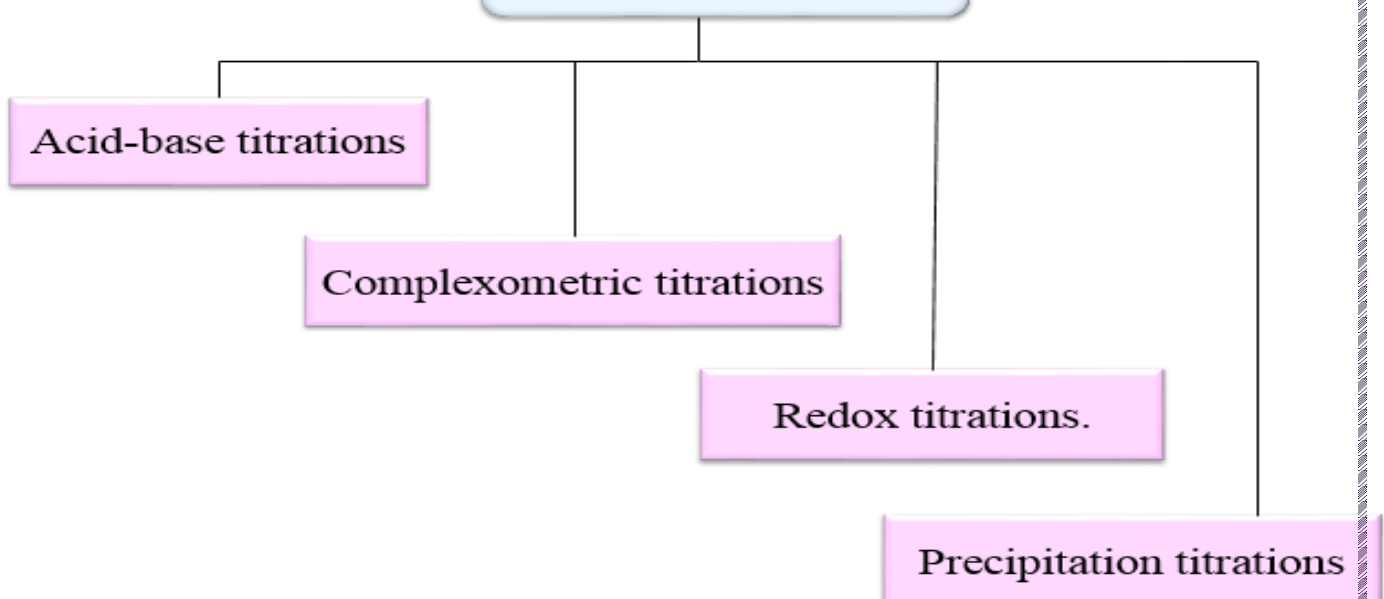 Acid-base titrations
Complexometric titrations
Redox titrations.
Precipitation titrations